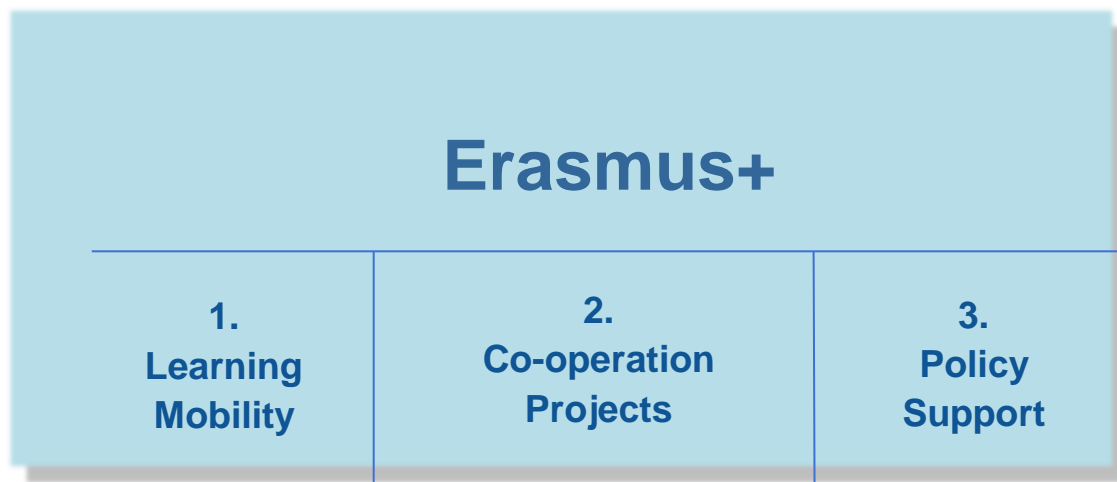 Erasmus+
1.
Learning
Mobility
2.
Co-operation
Projects
3.
Policy
Support